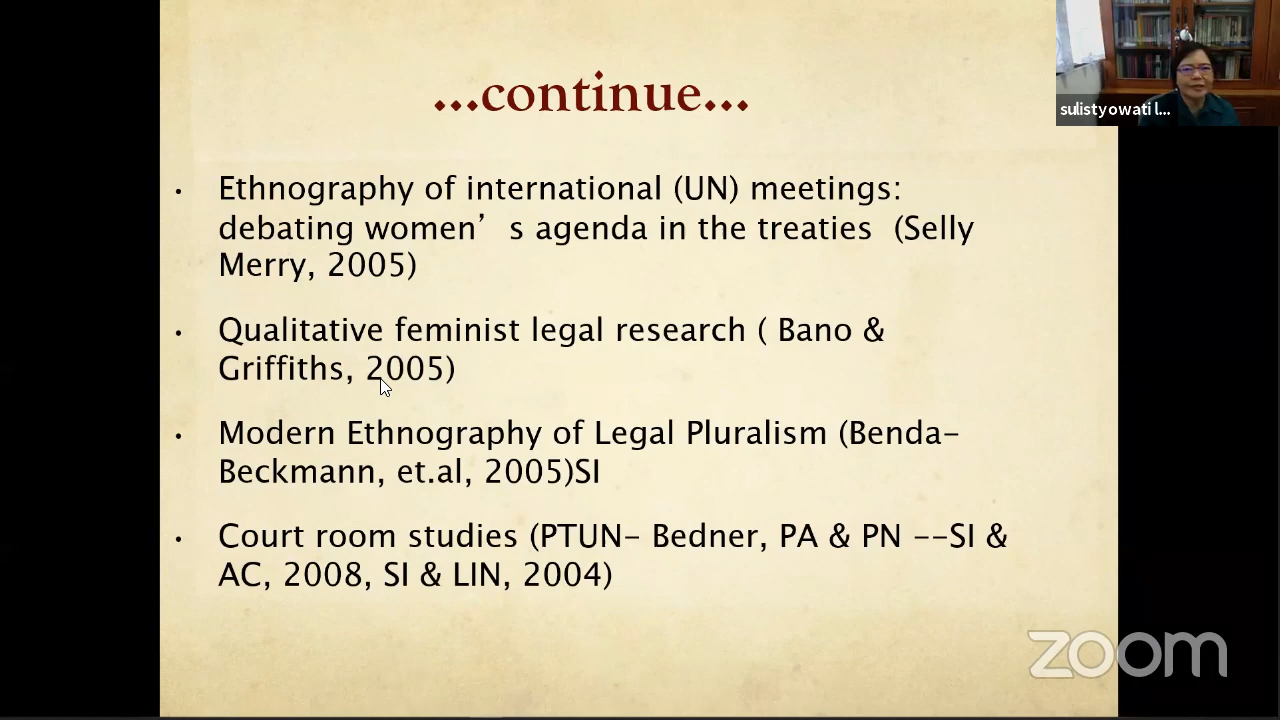 ...continue...
sulistyowati l...
• Ethnography of international (UN) meetings:
debating women’ s agenda in the treaties (Selly
Merry, 2005)
• Qualitative feminist legal research ( Bano &
Griffiths, 2005)
• Modern Ethnography of Legal Pluralism (Benda-
Beckmann, et.al, 2005)SI
• Court room studies (PTUN- Bedner, PA & PN --SI &
AC, 2008, SI & LIN, 2004)
zoom